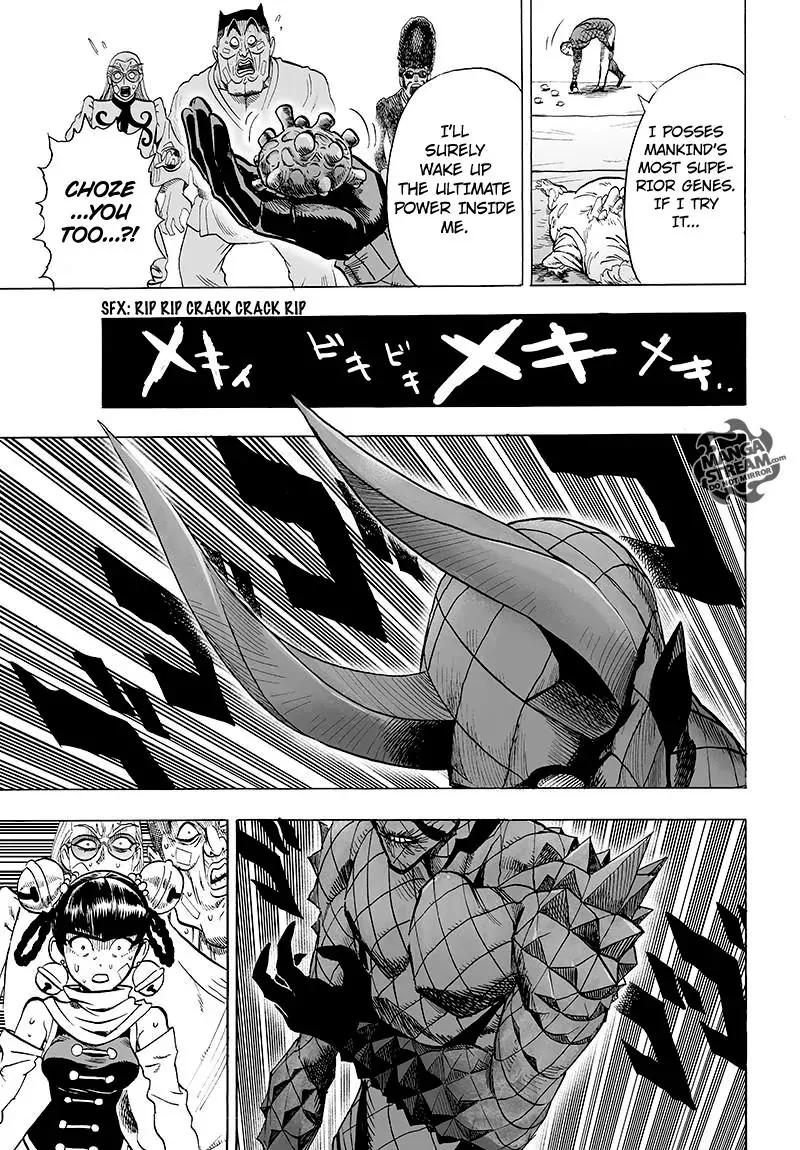 I POSSES
MANKIND'S
MOST SUPE-
RIOR GENES.
IF I TRY
IT...
I'LL
SURELY
WAKE UP
THE ULTIMATE
POWER INSIDE
ME.
CHOZE
...YOU
TOO...?!
SFX: RIP RIP CRACK CRACK RIP
メキィ ビキ ビキ メキ メキ..
MANGA
STREAM.com
DO NOT MIRROR